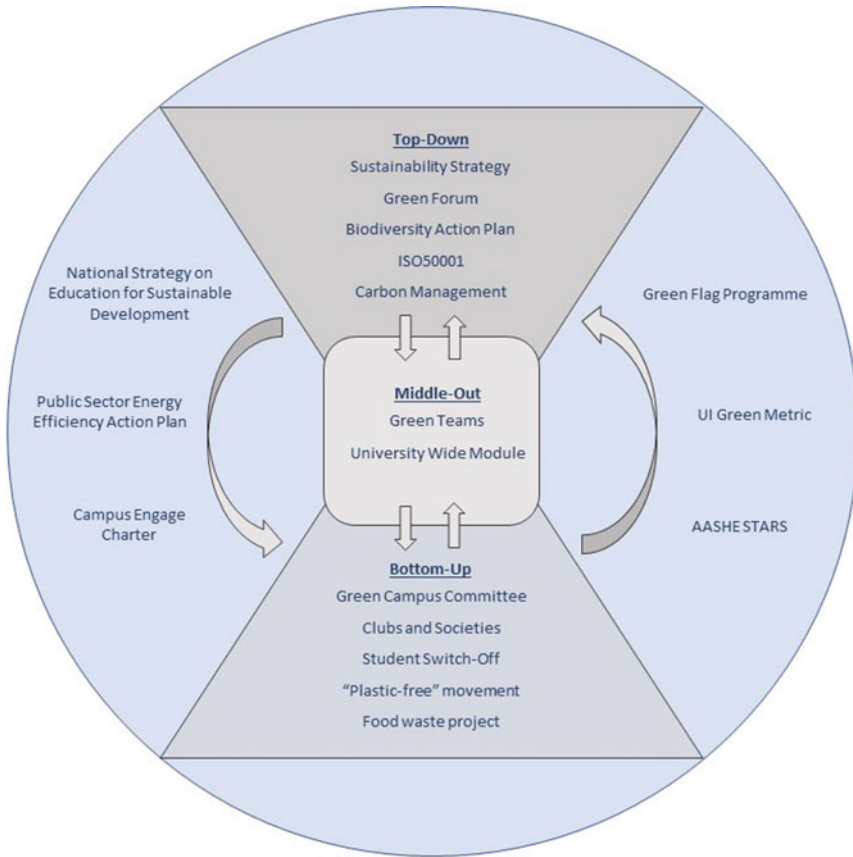 Top-Down
Sustainability Strategy
Green Forum
Biodiversity Action Plan
ISO50001
Carbon Management
National Strategy on
Education for Sustainable
Development
Public Sector Energy
Efficiency Action Plan
Campus Engage
Charter
Middle-Out
Green Teams
University Wide Module
Green Flag Programme
UI Green Metric
AASHE STARS
Bottom-Up
Green Campus Committee
Clubs and Societies
Student Switch-Off
“Plastic-free” movement
Food waste project